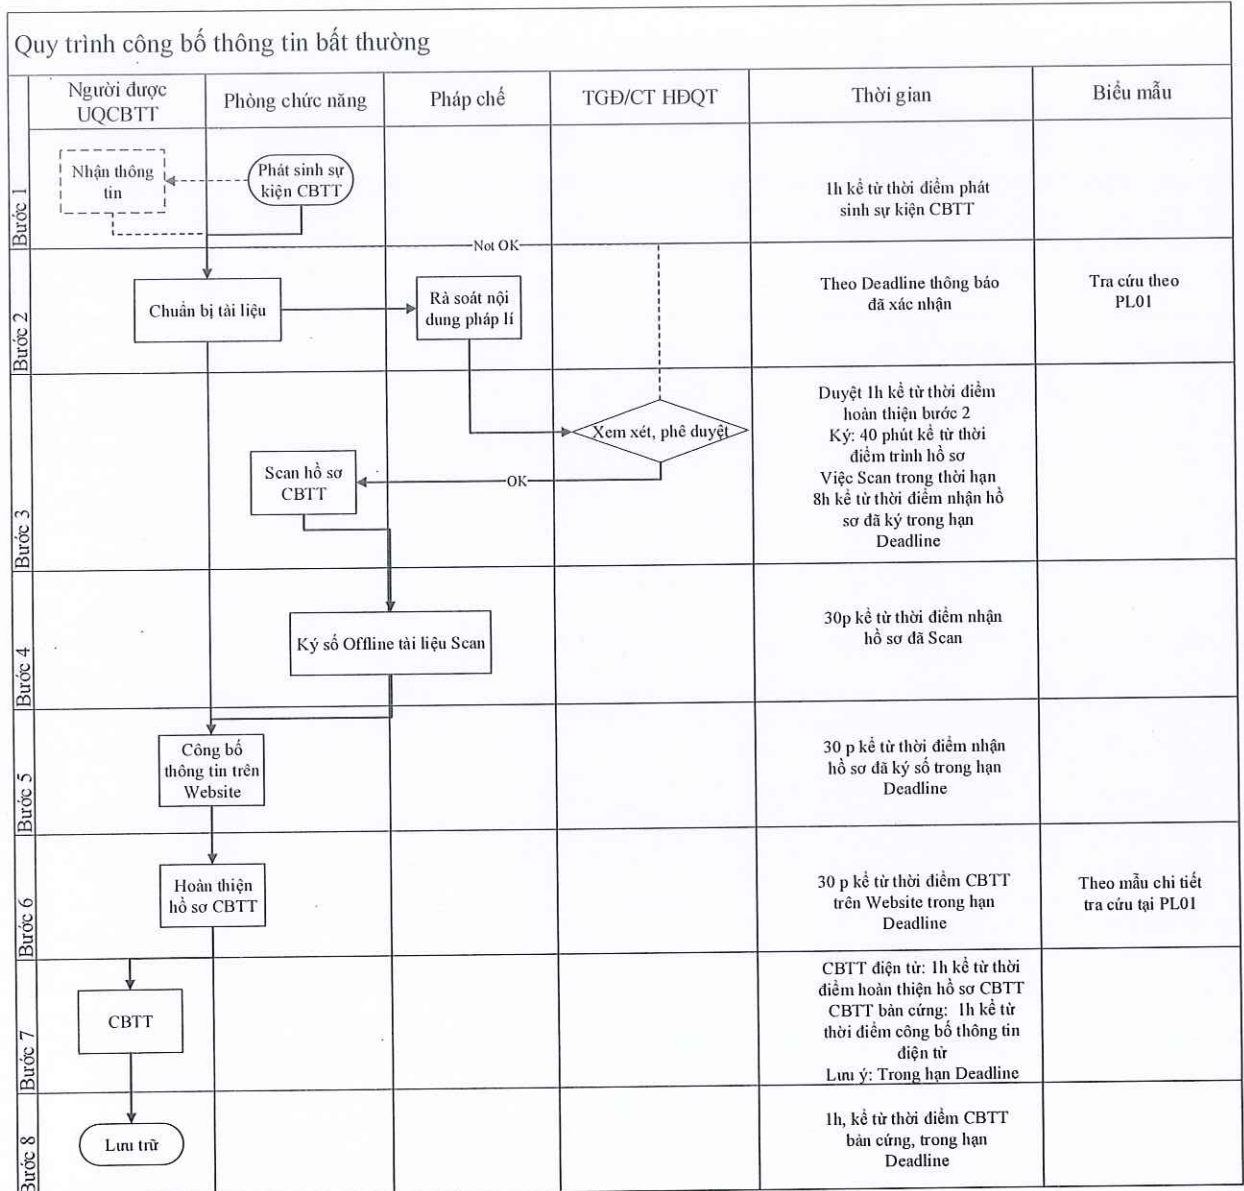 Quy trình công bố thông tin bất thường
Người được
UQCBTT
Phòng chức năng
Pháp chế
TGĐ/CT HĐQT
Thời gian
Biểu mẫu
Bước 1
Nhận thông
tin
Phát sinh sự
kiện CBTT
1h kể từ thời điểm phát
sinh sự kiện CBTT
Not OK
Bước 2
Chuẩn bị tài liệu
Rà soát nội
dung pháp lí
Theo Deadline thông báo
đã xác nhận
Tra cứu theo
PL01
Bước 3
Xem xét, phê duyệt
Scan hồ sơ
CBTT
OK
Duyệt 1h kể từ thời điểm
hoàn thiện bước 2
Ký: 40 phút kể từ thời
điểm trình hồ sơ
Việc Scan trong thời hạn
8h kể từ thời điểm nhận hồ
sơ đã ký trong hạn
Deadline
Bước 4
Ký số Offline tài liệu Scan
30p kể từ thời điểm nhận
hồ sơ đã Scan
Bước 5
Công bố
thông tin trên
Website
30 p kể từ thời điểm nhận
hồ sơ đã ký số trong hạn
Deadline
Bước 6
Hoàn thiện
hồ sơ CBTT
30 p kể từ thời điểm CBTT
trên Website trong hạn
Deadline
Theo mẫu chi tiết
tra cứu tại PL01
Bước 7
CBTT
CBTT điện tử: 1h kể từ thời
điểm hoàn thiện hồ sơ CBTT
CBTT bản cứng: 1h kể từ
thời điểm công bố thông tin
điện tử
Lưu ý: Trong hạn Deadline
Bước 8
Lưu trữ
1h, kể từ thời điểm CBTT
bản cứng, trong hạn
Deadline